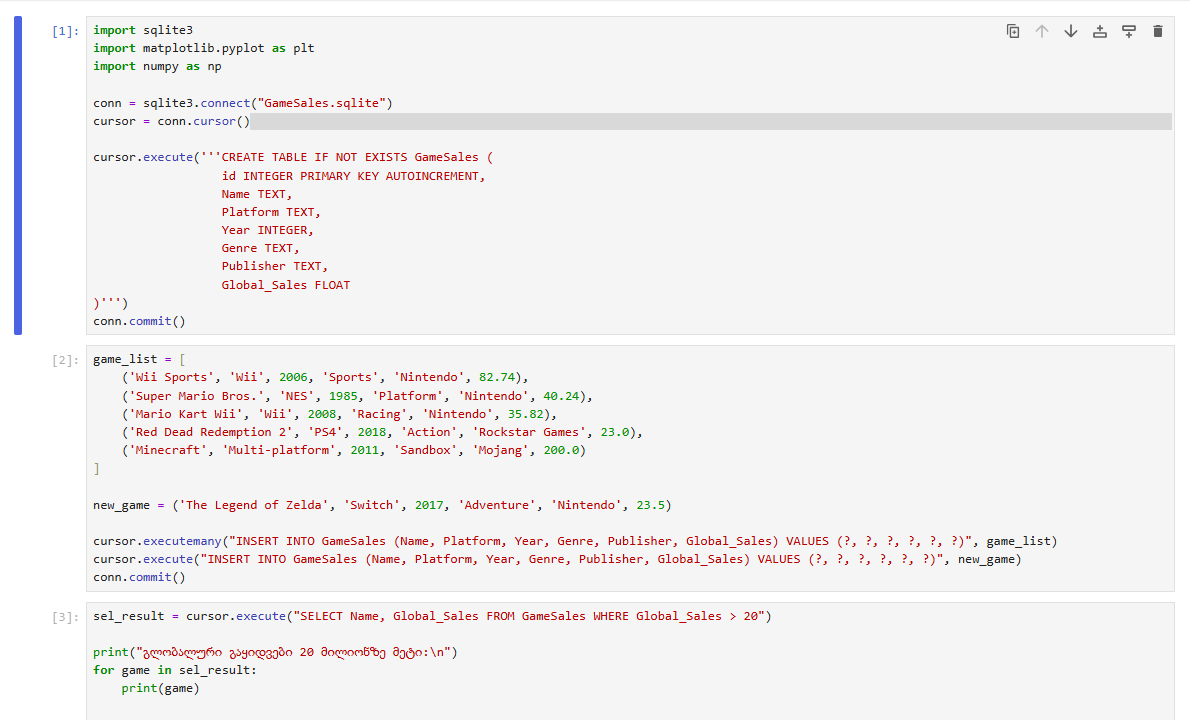 [1]:
import sqlite3
import matplotlib.pyplot as plt
import numpy as np
conn = sqlite3.connect("GameSales.sqlite")
cursor = conn.cursor()
cursor.execute('''CREATE TABLE IF NOT EXISTS GameSales (
id INTEGER PRIMARY KEY AUTOINCREMENT,
Name TEXT,
Platform TEXT,
Year INTEGER,
Genre TEXT,
Publisher TEXT,
Global_Sales FLOAT
)''')
conn.commit()
[2]:
game_list = [
('Wii Sports', 'Wii', 2006, 'Sports', 'Nintendo', 82.74),
('Super Mario Bros.', 'NES', 1985, 'Platform', 'Nintendo', 40.24),
('Mario Kart Wii', 'Wii', 2008, 'Racing', 'Nintendo', 35.82),
('Red Dead Redemption 2', 'PS4', 2018, 'Action', 'Rockstar Games', 23.0),
('Minecraft', 'Multi-platform', 2011, 'Sandbox', 'Mojang', 200.0)
]
new_game = ('The Legend of Zelda', 'Switch', 2017, 'Adventure', 'Nintendo', 23.5)
cursor.executemany("INSERT INTO GameSales (Name, Platform, Year, Genre, Publisher, Global_Sales) VALUES (?, ?, ?, ?, ?, ?)", game_list)
cursor.execute("INSERT INTO GameSales (Name, Platform, Year, Genre, Publisher, Global_Sales) VALUES (?, ?, ?, ?, ?, ?)", new_game)
conn.commit()
[3]:
sel_result = cursor.execute("SELECT Name, Global_Sales FROM GameSales WHERE Global_Sales > 20")
print("გლობალური გაყიდვები 20 მილიონზე მეტი:\n")
for game in sel_result:
print(game)